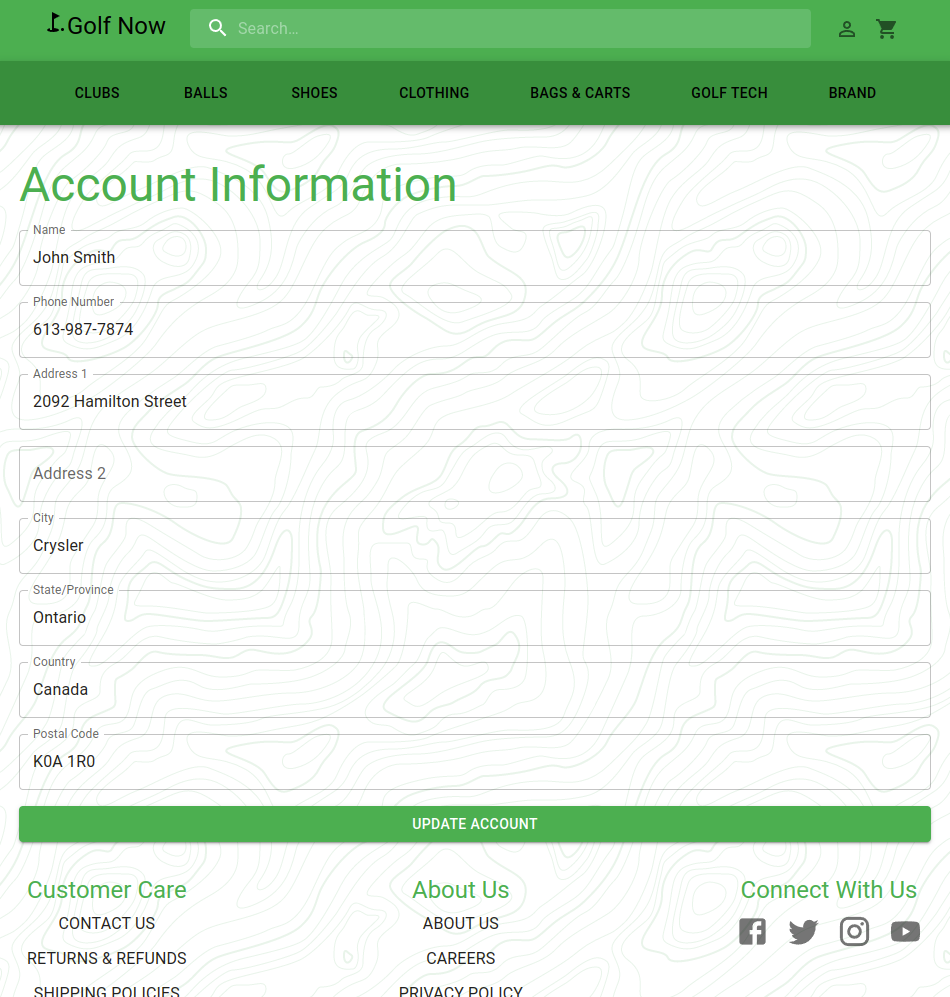 Golf Now
Search...
CLUBS BALLS SHOES CLOTHING BAGS & CARTS GOLF TECH BRAND
Account Information
Name
John Smith
Phone Number
613-987-7874
Address 1
2092 Hamilton Street
Address 2
City
Crysler
State/Province
Ontario
Country
Canada
Postal Code
K0A 1R0
UPDATE ACCOUNT
Customer Care About Us Connect With Us
CONTACT US ABOUT US
RETURNS & REFUNDS CAREERS
SHIPPING POLICIES PRIVACY POLICY